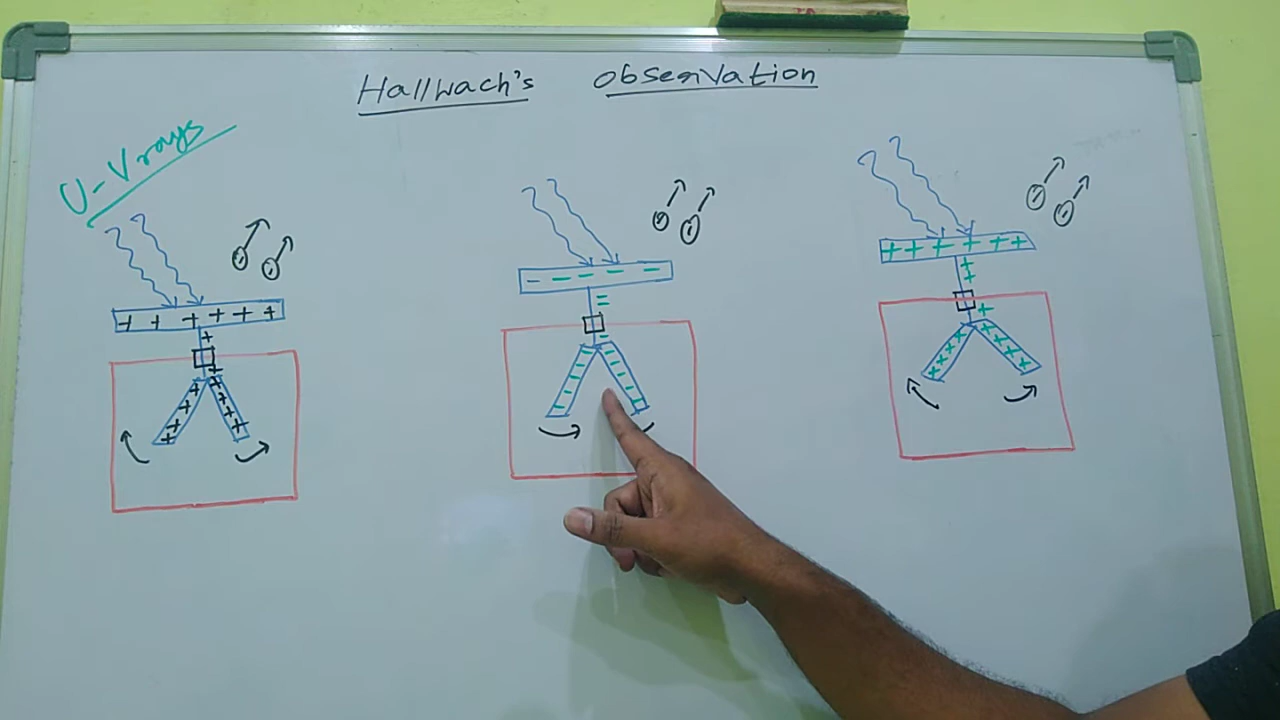 Hallwach's observation
U-V rays
+ + + + + +
+
+
+ + + +
+ + + + +
- - - - -
=
-
- - - - -
- - - - -
+ + + + + +
+
+
+
+ + + + +
+ + + + +